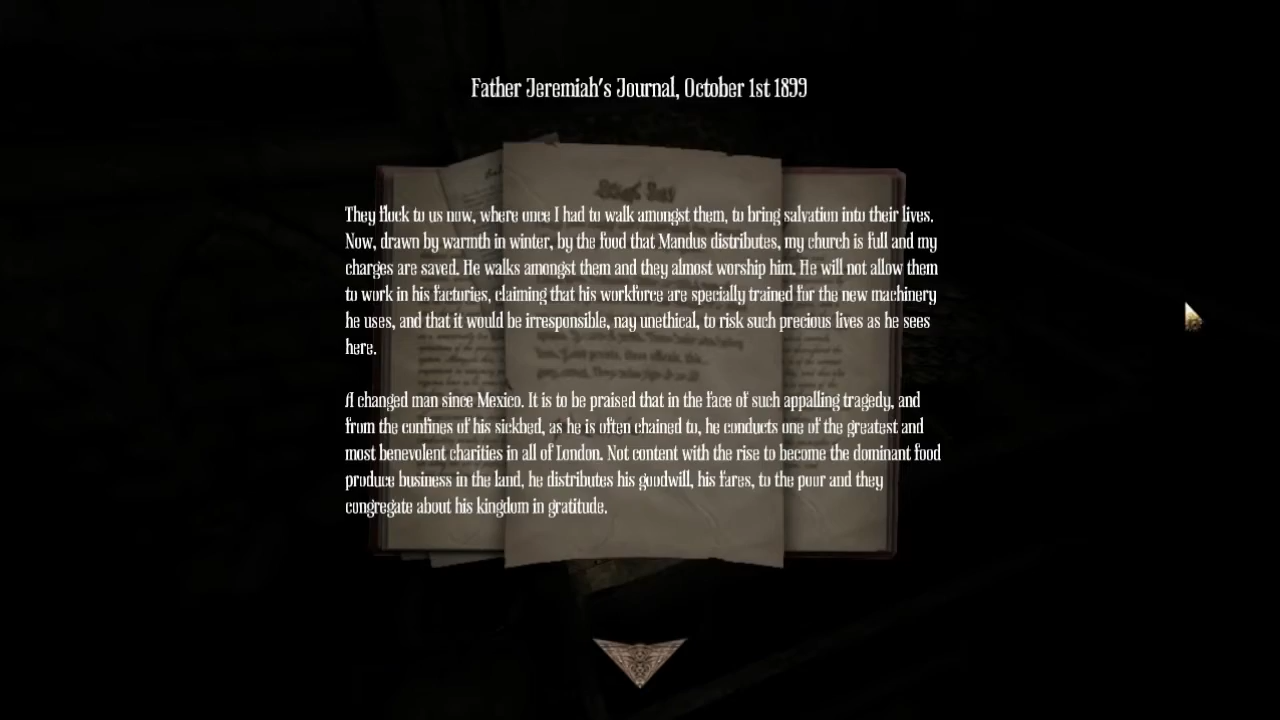 Father Jeremiah's Journal, October 1st 1899
They flock to us now, where once I had to walk amongst them, to bring salvation into their lives.
Now, drawn by warmth in winter, by the food that Mandus distributes, my church is full and my
charges are saved. He walks amongst them and they almost worship him. He will not allow them
to work in his factories, claiming that his workforce are specially trained for the new machinery
he uses, and that it would be irresponsible, nay unethical, to risk such precious lives as he sees
here.
A changed man since Mexico. It is to be praised that in the face of such appalling tragedy, and
from the confines of his sickbed, as he is often chained to, he conducts one of the greatest and
most benevolent charities in all of London. Not content with the rise to become the dominant food
produce business in the land, he distributes his goodwill, his fares, to the poor and they
congregate about his kingdom in gratitude.